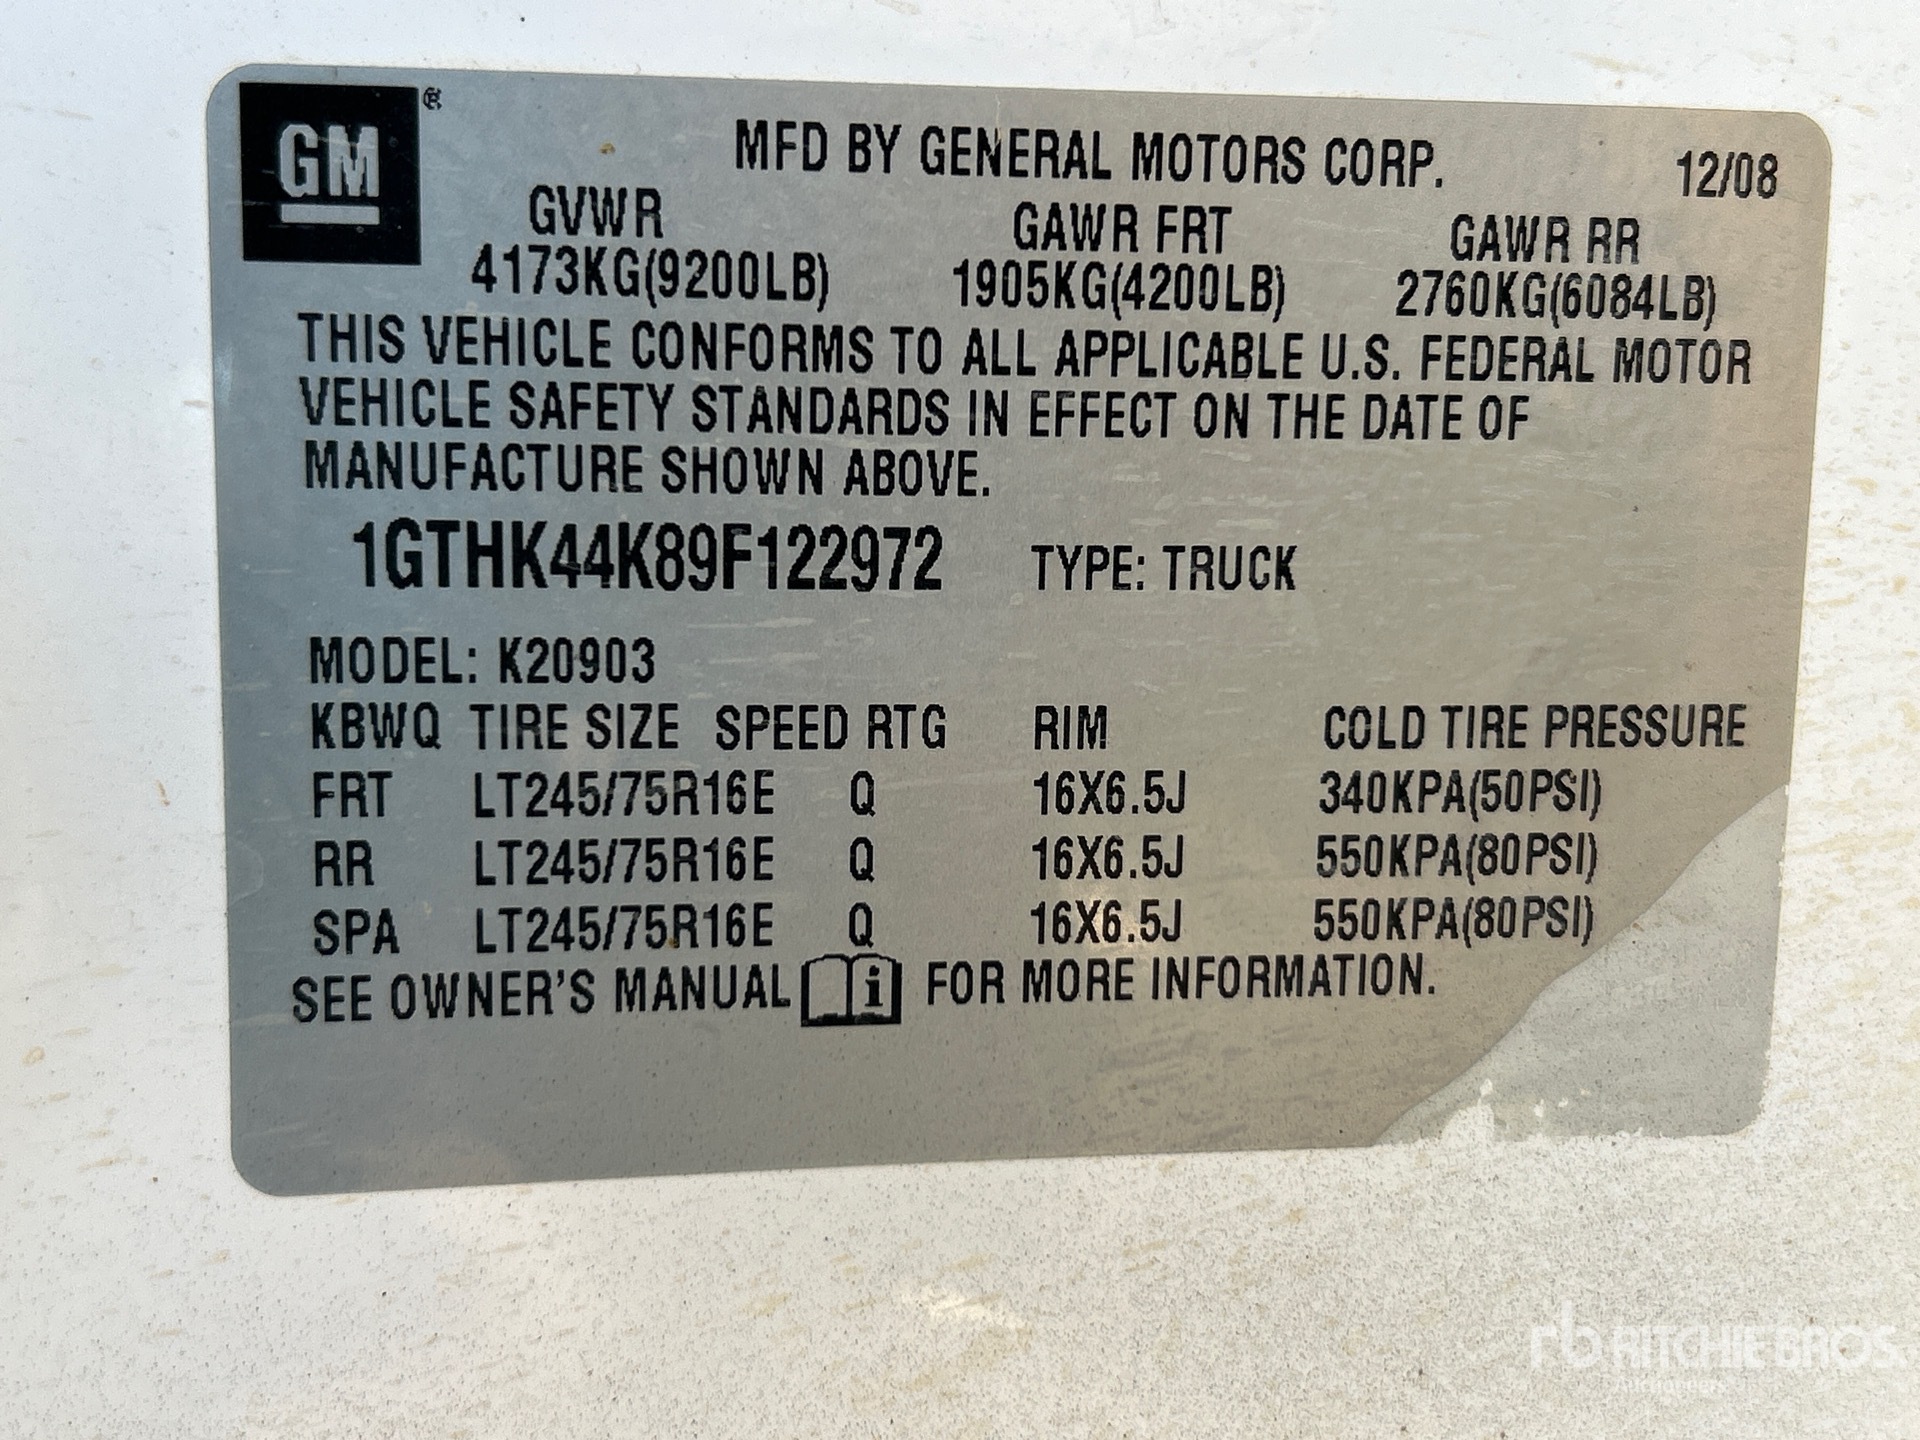 GM®
MFD BY GENERAL MOTORS CORP. 12/08
GVWR GAWR FRT GAWR RR
4173KG(9200LB) 1905KG(4200LB) 2760KG(6084LB)
THIS VEHICLE CONFORMS TO ALL APPLICABLE U.S. FEDERAL MOTOR
VEHICLE SAFETY STANDARDS IN EFFECT ON THE DATE OF
MANUFACTURE SHOWN ABOVE.
1GTHK44K89F122972 TYPE: TRUCK
MODEL: K20903
KBWQ TIRE SIZE SPEED RTG RIM COLD TIRE PRESSURE
FRT LT245/75R16E Q 16X6.5J 340KPA(50PSI)
RR LT245/75R16E Q 16X6.5J 550KPA(80PSI)
SPA LT245/75R16E Q 16X6.5J 550KPA(80PSI)
SEE OWNER'S MANUAL i FOR MORE INFORMATION.
rb RITCHIE BROS.
Auctioneers